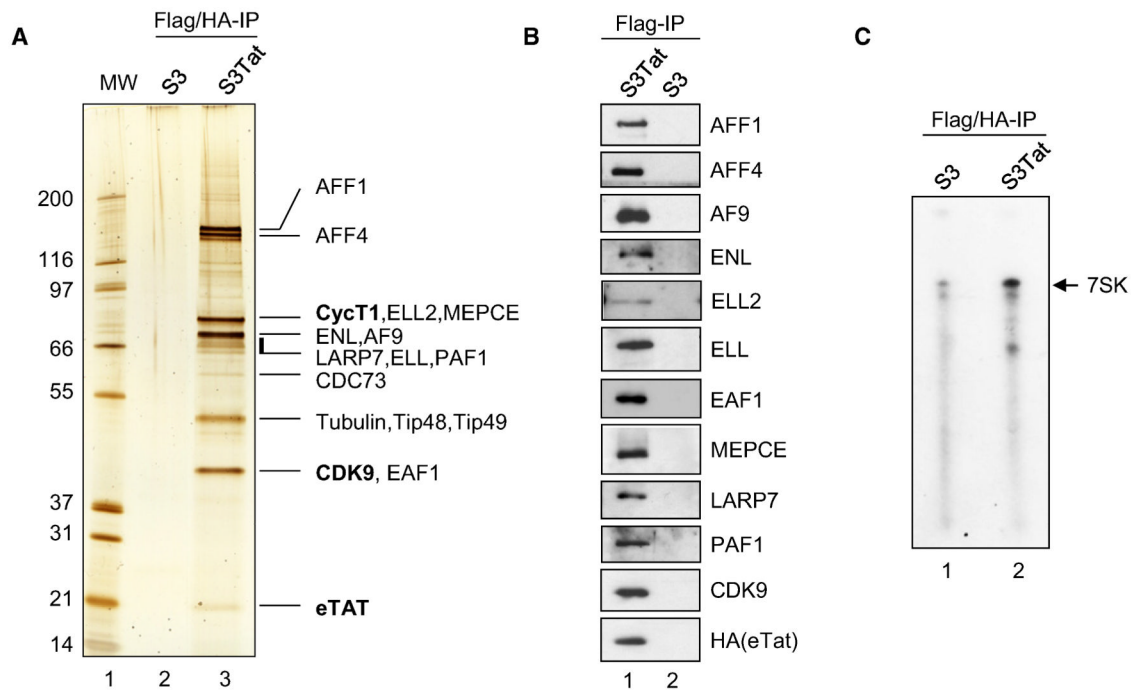 A
Flag/HA-IP
MW
S3
S3Tat
200
116
97
66
55
37
31
21
14
AFF1
AFF4
CycT1,ELL2,MEPCE
ENL,AF9
LARP7,ELL,PAF1
CDC73
Tubulin,Tip48,Tip49
CDK9, EAF1
eTAT
1 2 3
B
Flag-IP
S3Tat
S3
AFF1
AFF4
AF9
ENL
ELL2
ELL
EAF1
MEPCE
LARP7
PAF1
CDK9
HA(eTat)
1 2
C
Flag/HA-IP
S3
S3Tat
7SK
1 2